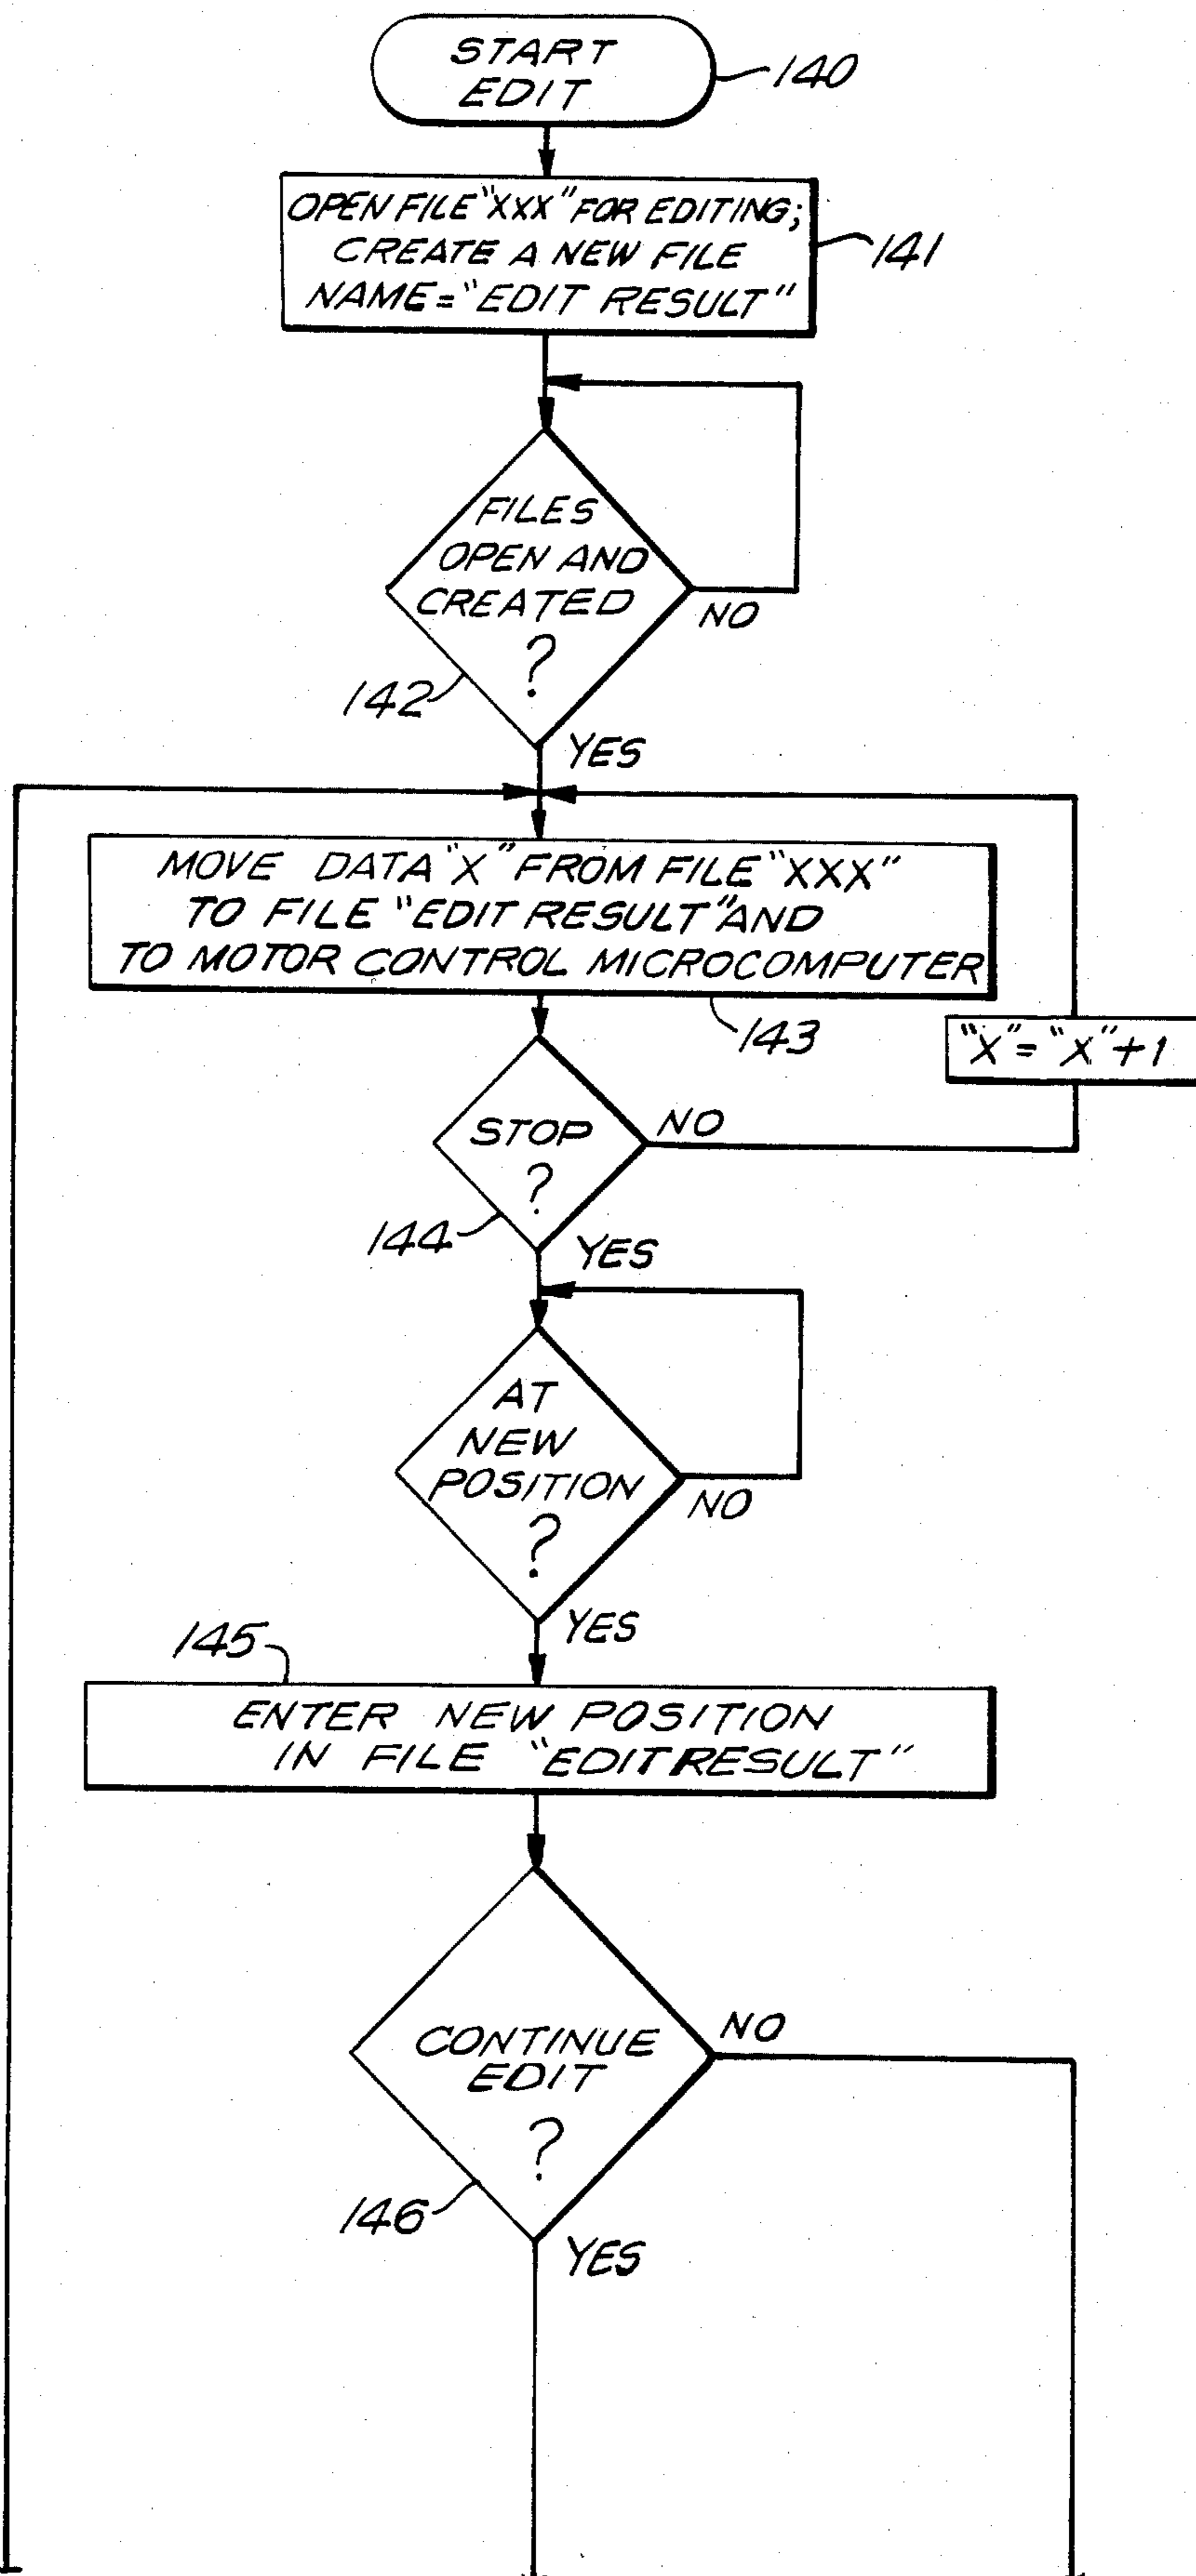 START
EDIT
140
OPEN FILE "XXX" FOR EDITING;
CREATE A NEW FILE
NAME="EDIT RESULT"
141
FILES
OPEN AND
CREATED
?
NO
142
YES
MOVE DATA "X" FROM FILE "XXX"
TO FILE "EDIT RESULT" AND
TO MOTOR CONTROL MICROCOMPUTER
143
"X"="X"+1
STOP
?
NO
144
YES
AT
NEW
POSITION
?
NO
YES
145
ENTER NEW POSITION
IN FILE "EDIT RESULT"
CONTINUE
EDIT
?
NO
146
YES